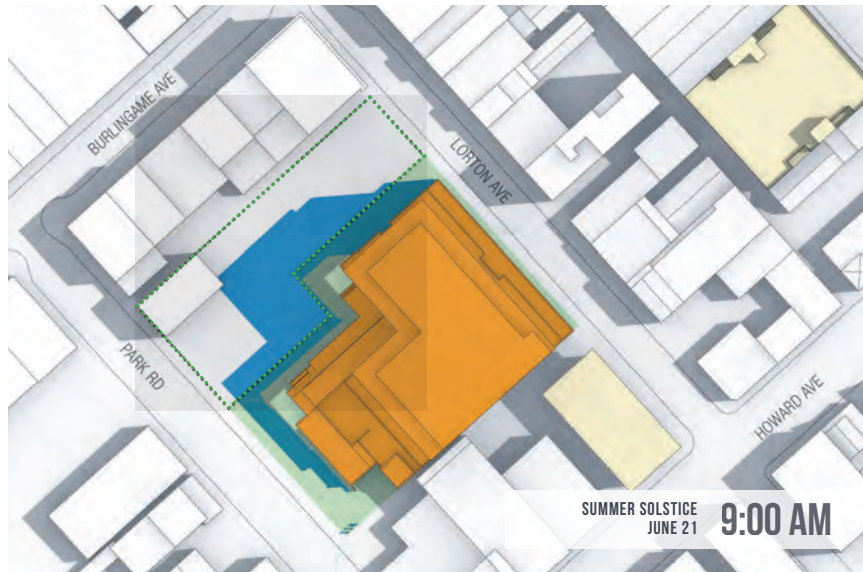 BURLINGAME AVE
LORTON AVE
PARK RD
HOWARD AVE
SUMMER SOLSTICE
JUNE 21
9:00 AM